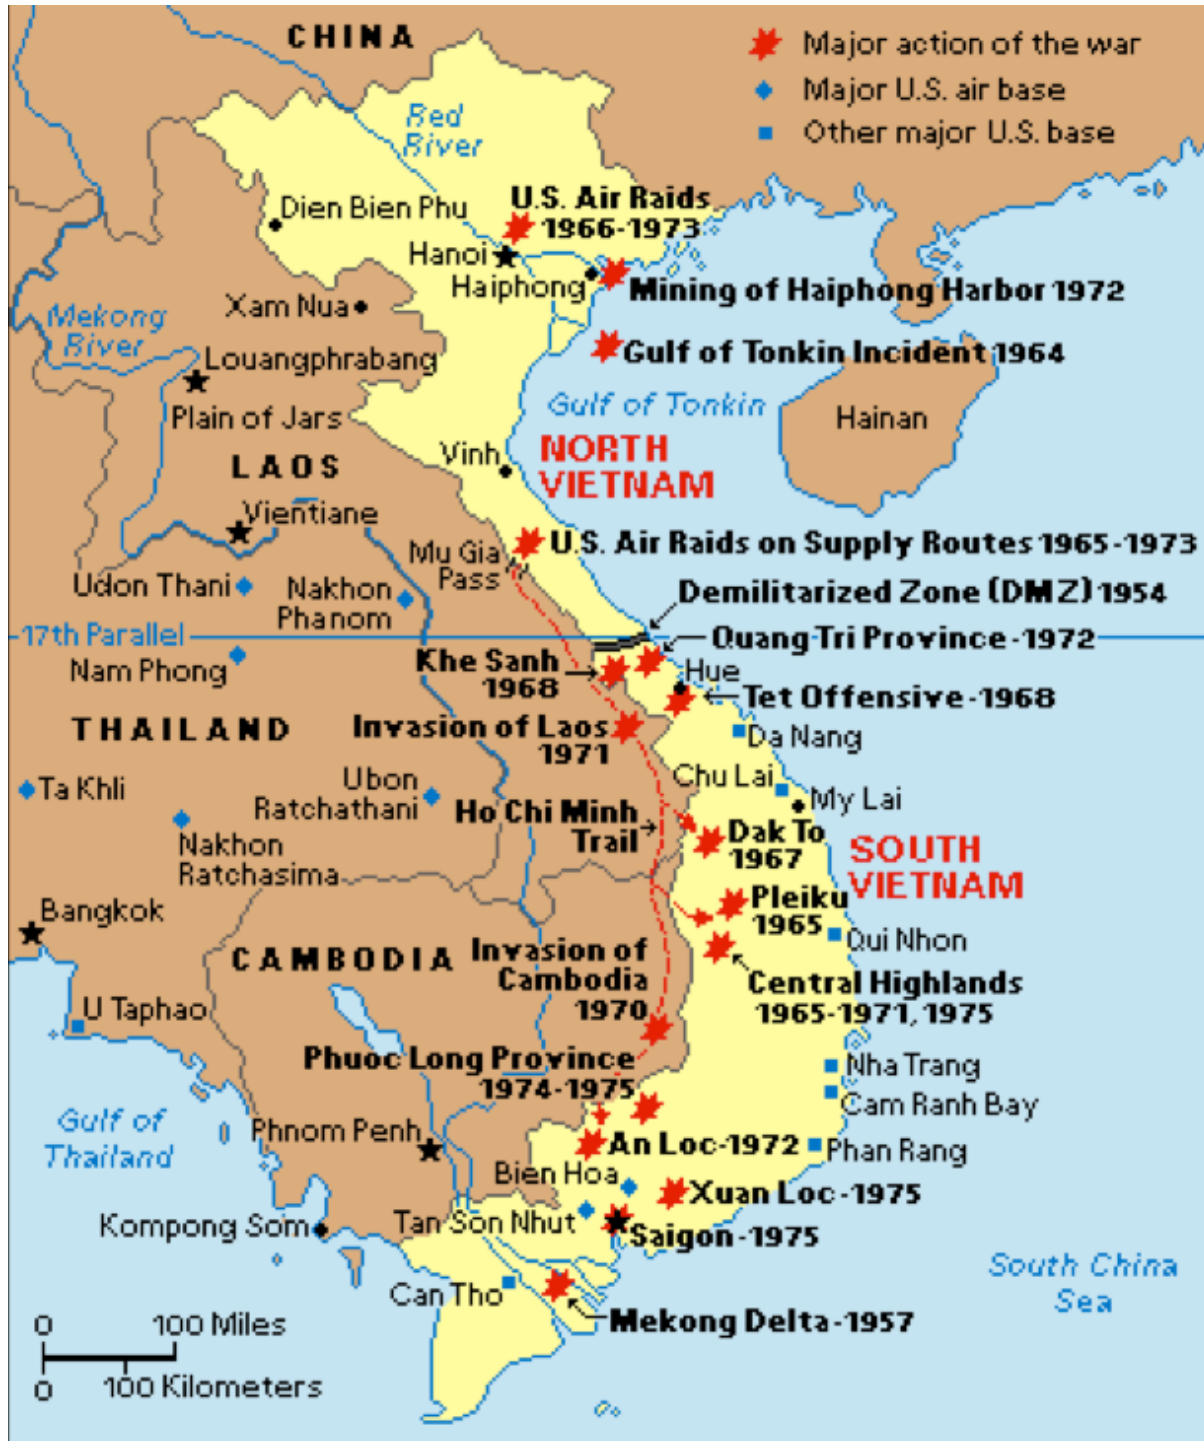 CHINA
Major action of the war
Major U.S. air base
Other major U.S. base
Red
River
U.S. Air Raids
1966-1973
Dien Bien Phu
Hanoi
Haiphong
Mining of Haiphong Harbor 1972
Xam Nua
Mekong
River
Louangphrabang
Gulf of Tonkin Incident 1964
Plain of Jars
Gulf of Tonkin
Hainan
LAOS
Vinh
NORTH
VIETNAM
Vientiane
Mu Gia
Pass
U.S. Air Raids on Supply Routes 1965-1973
Udon Thani
Nakhon
Phanom
Demilitarized Zone (DMZ) 1954
17th Parallel
Quang Tri Province-1972
Nam Phong
Khe Sanh
1968
Hue
Tet Offensive-1968
THAILAND
Invasion of Laos
1971
Da Nang
Ta Khli
Ubon
Ratchathani
Chu Lai
My Lai
Ho Chi Minh
Trail
Dak To
1967
Nakhon
Ratchasima
SOUTH
VIETNAM
Bangkok
Pleiku
1965
Qui Nhon
CAMBODIA
Invasion of
Cambodia
1970
Central Highlands
1965-1971, 1975
U Taphao
Phuoc Long Province
1974-1975
Nha Trang
Cam Ranh Bay
Gulf of
Thailand
Phnom Penh
An Loc-1972
Phan Rang
Bien Hoa
Xuan Loc-1975
Kompong Som
Tan Son Nhut
Saigon-1975
South China
Sea
Can Tho
Mekong Delta-1957
0
100 Miles
0
100 Kilometers